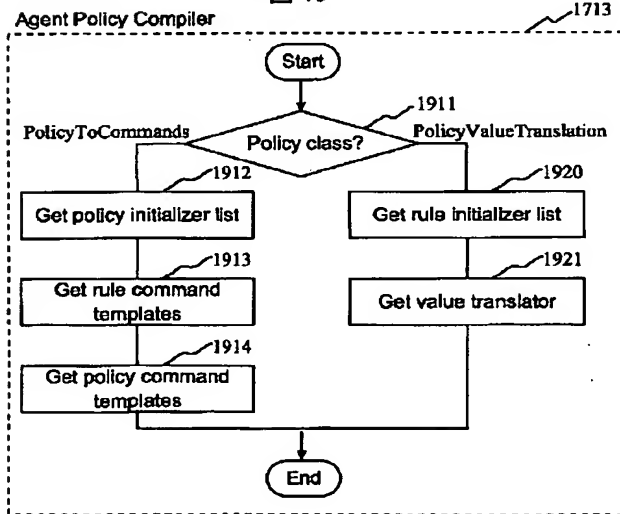 Agent Policy Compiler
1713
Start
1911
PolicyToCommands
Policy class?
PolicyValueTranslation
1912
Get policy initializer list
1920
Get rule initializer list
1913
Get rule command
templates
1921
Get value translator
1914
Get policy command
templates
End